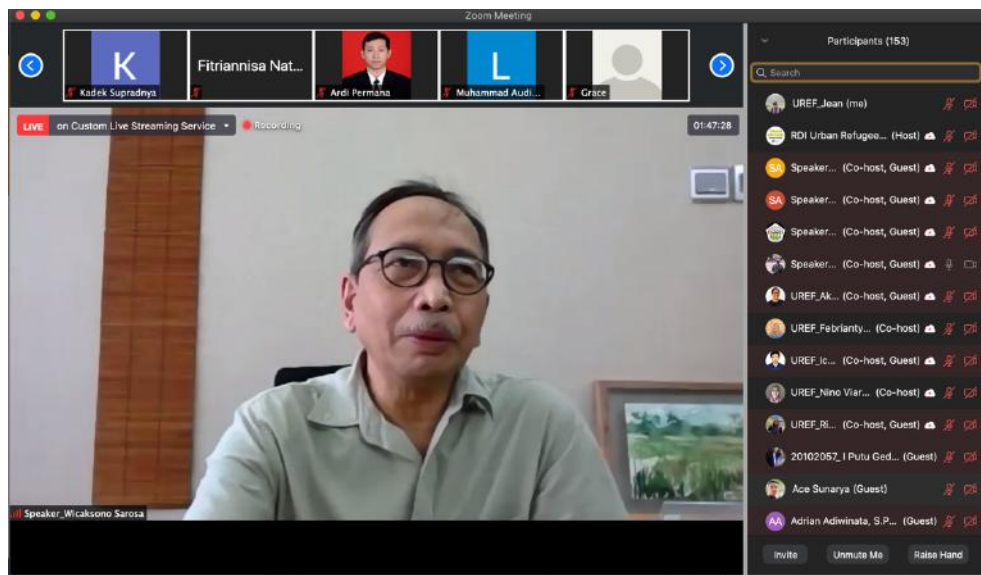 Zoom Meeting
K
Kadek Supradnya
Fitriannisa Nat...
Ardi Permana
L
Muhammad Audi...
Grace
LIVE on Custom Live Streaming Service
Recording
01:47:28
Speaker_Wicaksono Sarosa
Participants (153)
Search
UREF_Jean (me)
RDI Urban Refugee... (Host)
SA Speaker... (Co-host, Guest)
SA Speaker... (Co-host, Guest)
Speaker... (Co-host, Guest)
Speaker... (Co-host, Guest)
UREF_Ak... (Co-host, Guest)
UREF_Febrianty... (Co-host)
UREF_Ic... (Co-host, Guest)
UREF_Nino Viar... (Co-host)
UREF_Ri... (Co-host, Guest)
20102057_I Putu Ged... (Guest)
Ace Sunarya (Guest)
AA Adrian Adiwinata, S.P... (Guest)
Invite
Unmute Me
Raise Hand